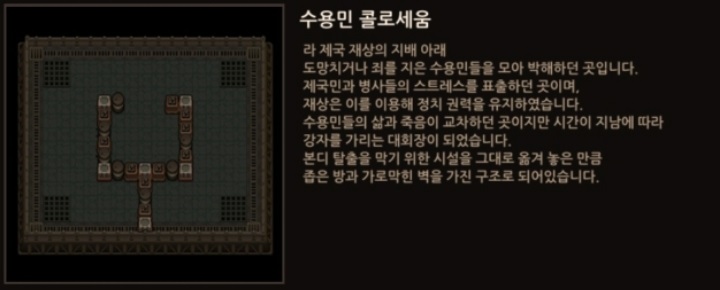 수용민 콜로세움
라 제국 재상의 지배 아래
도망치거나 죄를 지은 수용민들을 모아 박해하던 곳입니다.
제국민과 병사들의 스트레스를 표출하던 곳이며,
재상은 이를 이용해 정치 권력을 유지하였습니다.
수용민들의 삶과 죽음이 교차하던 곳이지만 시간이 지남에 따라
강자를 가리는 대회장이 되었습니다.
본디 탈출을 막기 위한 시설을 그대로 옮겨 놓은 만큼
좁은 방과 가로막힌 벽을 가진 구조로 되어있습니다.